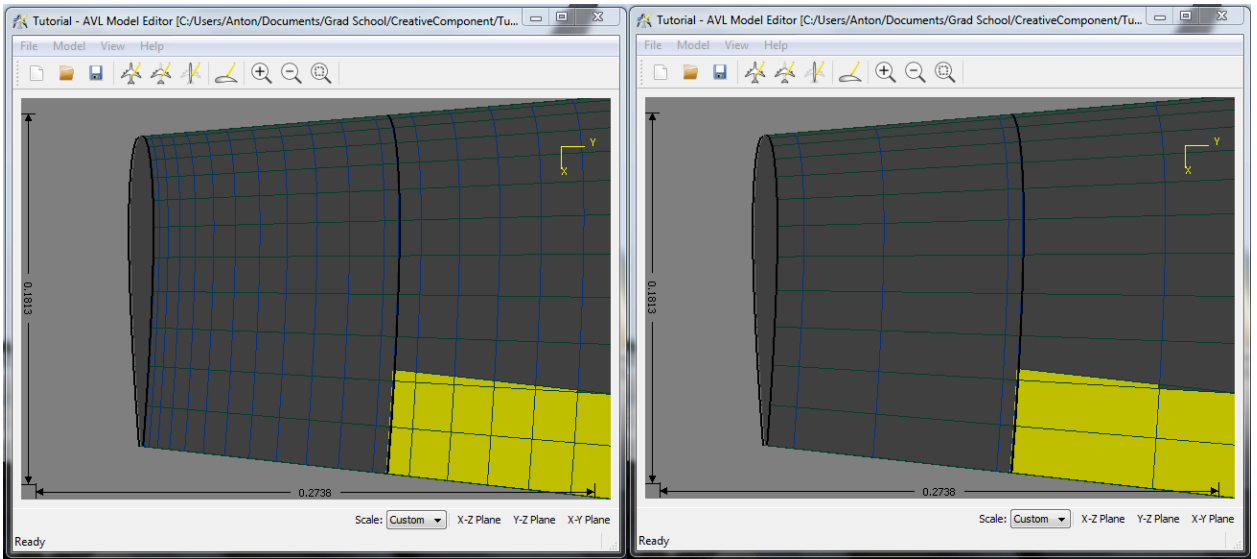 Tutorial - AVL Model Editor [C:/Users/Anton/Documents/Grad School/CreativeComponent/Tu...
File Model View Help
Y
X
0.1813
0.2738
Scale: Custom X-Z Plane Y-Z Plane X-Y Plane
Ready
Tutorial - AVL Model Editor [C:/Users/Anton/Documents/Grad School/CreativeComponent/Tu...
File Model View Help
Y
X
0.1813
0.2738
Scale: Custom X-Z Plane Y-Z Plane X-Y Plane
Ready